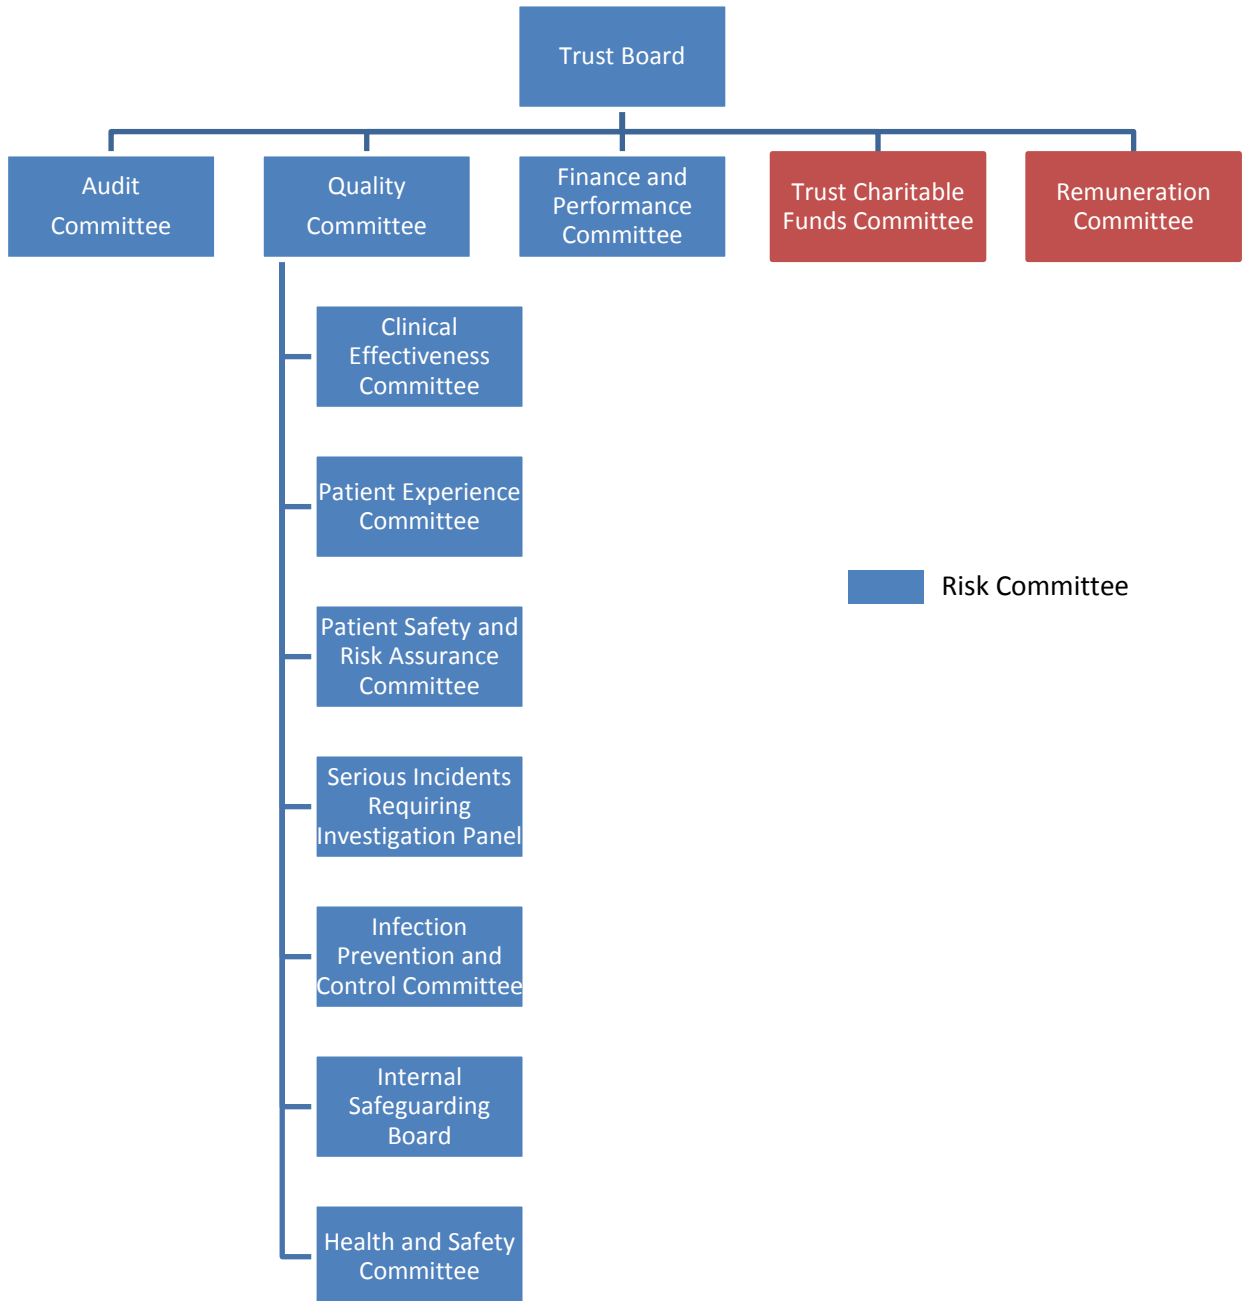 Trust Board
Audit
Committee
Quality
Committee
Finance and
Performance
Committee
Trust Charitable
Funds Committee
Remuneration
Committee
Clinical
Effectiveness
Committee
Patient Experience
Committee
Risk Committee
Patient Safety and
Risk Assurance
Committee
Serious Incidents
Requiring
Investigation Panel
Infection
Prevention and
Control Committee
Internal
Safeguarding
Board
Health and Safety
Committee